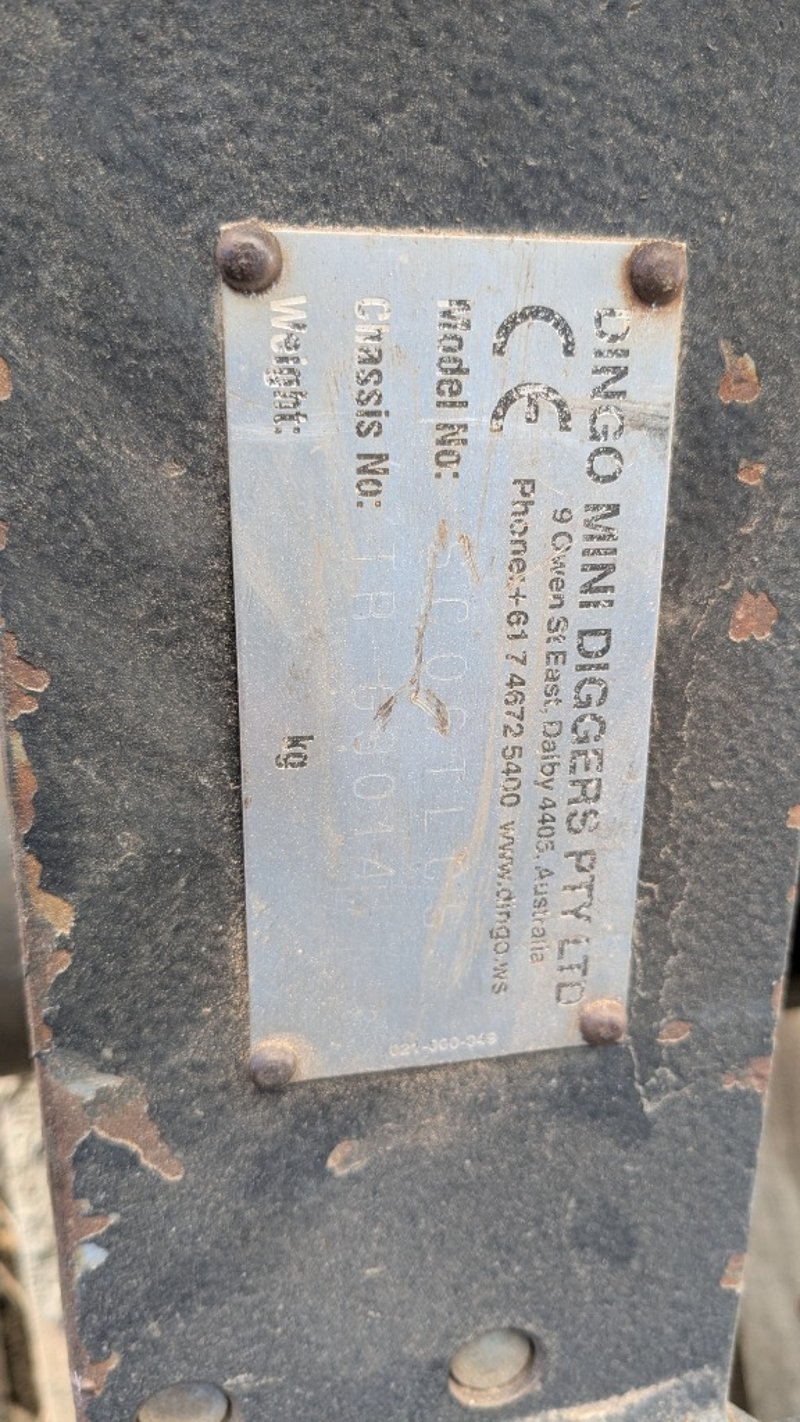 DINGO MINI DIGGERS PTY LTD
9 Owen St East, Dalby 4405, Australia
CE Phone: +61 7 4672 5400 www.dingo.ws
Model No:
Chassis No:
Weight: kg